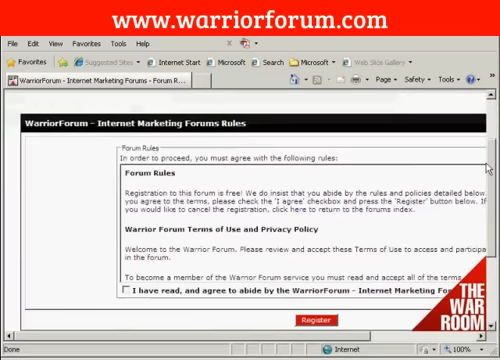 www.warriorforum.com
File Edit View Favorites Tools Help
Favorites Suggested Sites Internet Start Microsoft Search Microsoft Web Slice Gallery
WarriorForum - Internet Marketing Forums - Forum R... Page Safety Tools
WarriorForum - Internet Marketing Forums Rules
Forum Rules
In order to proceed, you must agree with the following rules:
Forum Rules
Registration to this forum is free! We do insist that you abide by the rules and policies detailed below.
you agree to the terms, please check the 'I agree' checkbox and press the 'Register' button below. If
you would like to cancel the registration, click here to return to the forums index.
Warrior Forum Terms of Use and Privacy Policy
Welcome to the Warrior Forum. Please review and accept these Terms of Use to access and participa
in the forum.
To become a member of the Warrior Forum service you must read and accept all of the terms
I have read, and agree to abide by the WarriorForum - Internet Marketing For
THE
WAR
ROOM
Register
Done Internet 100%